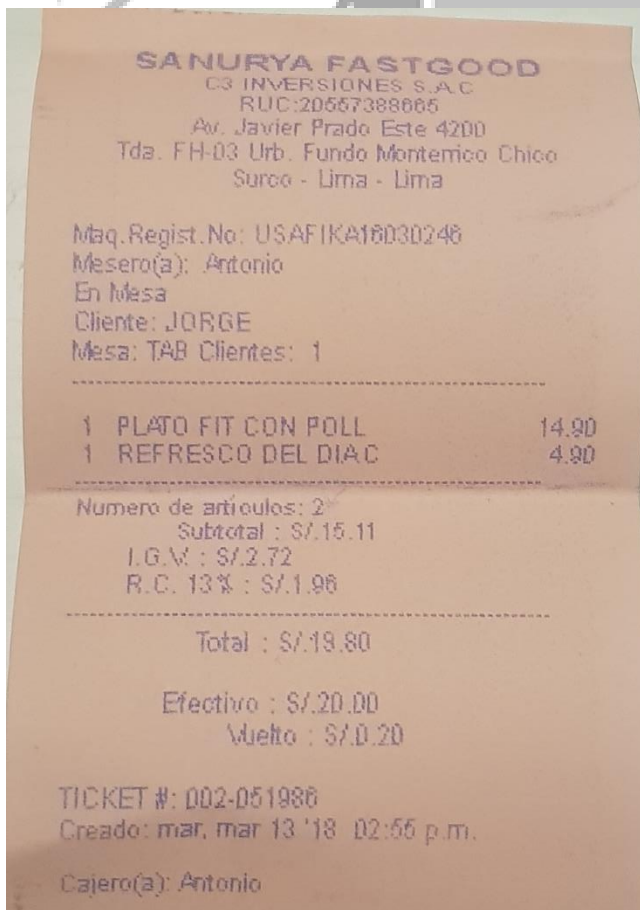 SANURYA FASTGOOD
C3 INVERSIONES S.A.C
RUC:20557388665
Av. Javier Prado Este 4200
Tda. FH-03 Urb. Fundo Monterrico Chico
Surco - Lima - Lima
Maq.Regist.No: USAFIKA16030246
Mesero(a): Antonio
En Mesa
Cliente: JORGE
Mesa: TAB Clientes: 1
1 PLATO FIT CON POLL 14.90
1 REFRESCO DEL DIA C 4.90
Numero de articulos: 2
Subtotal : S/.15.11
I.G.V. : S/.2.72
R.C. 13% : S/.1.96
Total : S/.19.80
Efectivo : S/.20.00
Vuelto : S/.0.20
TICKET #: 002-051986
Creado: mar, mar 13 '18 02:55 p.m.
Cajero(a): Antonio